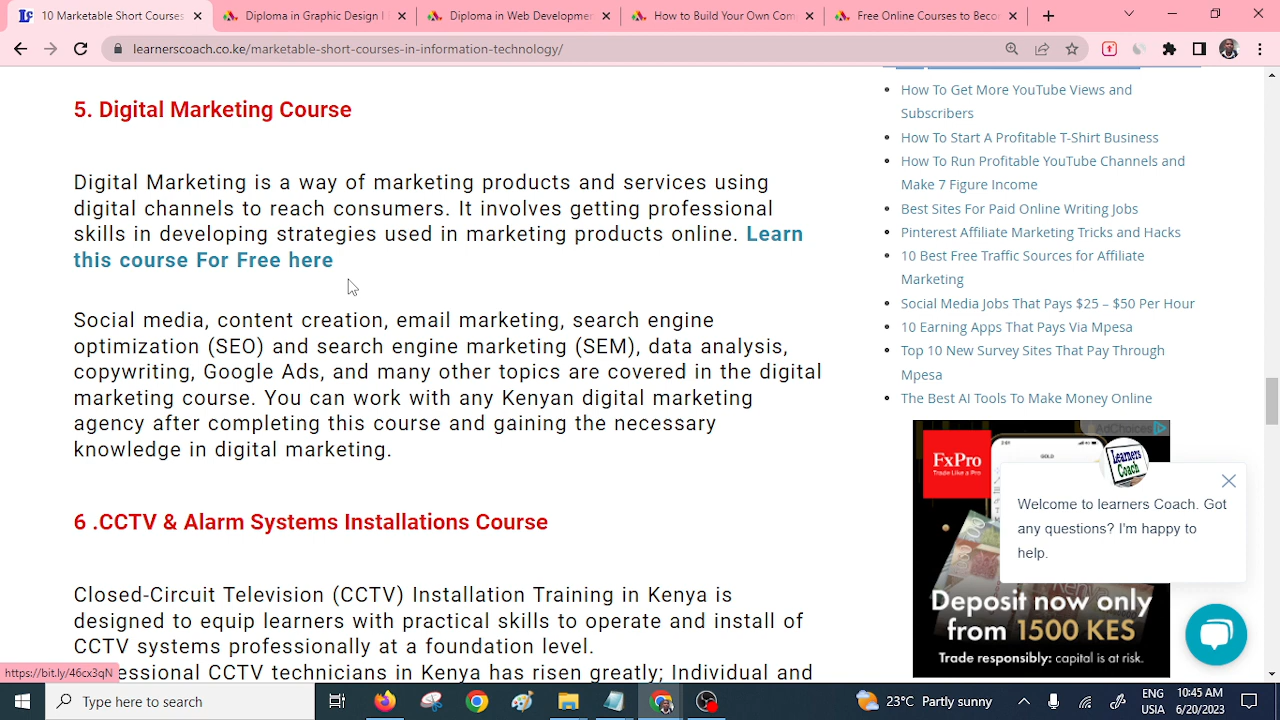 10 Marketable Short Courses
Diploma in Graphic Design
Diploma in Web Developmen
How to Build Your Own Com
Free Online Courses to Beco
learnerscoach.co.ke/marketable-short-courses-in-information-technology/
5. Digital Marketing Course
Digital Marketing is a way of marketing products and services using
digital channels to reach consumers. It involves getting professional
skills in developing strategies used in marketing products online. Learn
this course For Free here
Social media, content creation, email marketing, search engine
optimization (SEO) and search engine marketing (SEM), data analysis,
copywriting, Google Ads, and many other topics are covered in the digital
marketing course. You can work with any Kenyan digital marketing
agency after completing this course and gaining the necessary
knowledge in digital marketing.
6 .CCTV & Alarm Systems Installations Course
Closed-Circuit Television (CCTV) Installation Training in Kenya is
designed to equip learners with practical skills to operate and install of
CCTV systems professionally at a foundation level.
essional CCTV technicians in Kenya has risen greatly; Individual and
https://bit.ly/46cx3qN
How To Get More YouTube Views and
Subscribers
How To Start A Profitable T-Shirt Business
How To Run Profitable YouTube Channels and
Make 7 Figure Income
Best Sites For Paid Online Writing Jobs
Pinterest Affiliate Marketing Tricks and Hacks
10 Best Free Traffic Sources for Affiliate
Marketing
Social Media Jobs That Pays $25 – $50 Per Hour
10 Earning Apps That Pays Via Mpesa
Top 10 New Survey Sites That Pay Through
Mpesa
The Best AI Tools To Make Money Online
AdChoices
FxPro
Trade Like a Pro
GOLD
Learners
Coach
Welcome to learners Coach. Got
any questions? I'm happy to
help.
Deposit now only
from 1500 KES
Trade responsibly: capital is at risk.
Type here to search
23°C Partly sunny
ENG
USIA
10:45 AM
6/20/2023